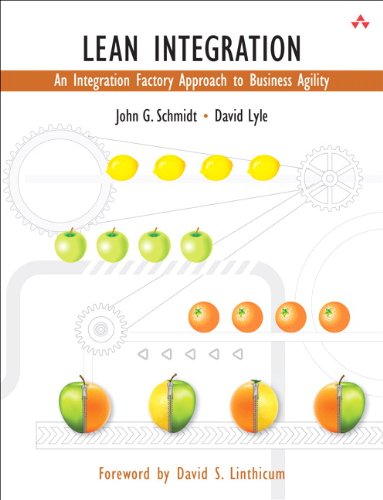 LEAN INTEGRATION
An Integration Factory Approach to Business Agility
John G. Schmidt • David Lyle
Foreword by David S. Linthicum